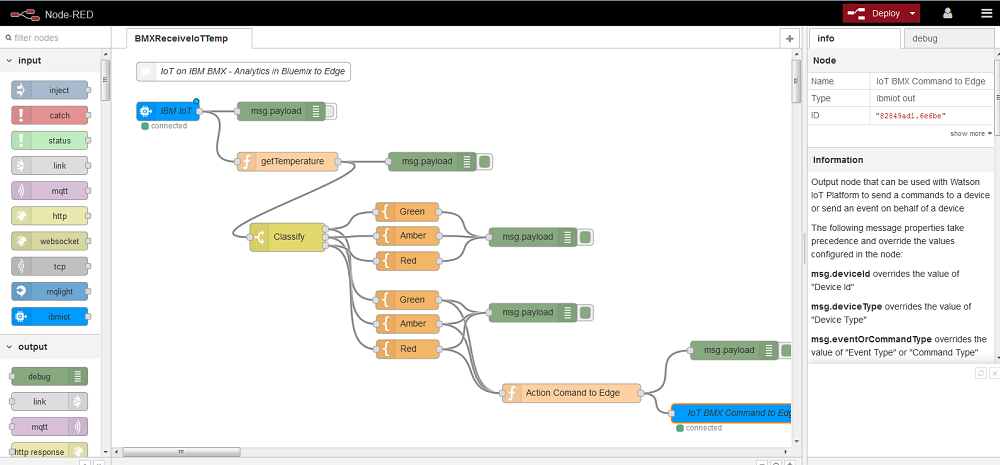 Node-RED
Deploy
filter nodes
input
inject
catch
status
link
mqtt
http
websocket
tcp
mqlight
ibmiot
output
debug
link
mqtt
http response
BMXReceiveIoTTemp
IoT on IBM BMX - Analytics in Bluemix to Edge
IBM IoT
connected
msg.payload
getTemperature
msg.payload
Classify
Green
Amber
Red
msg.payload
Green
Amber
Red
msg.payload
Action Comand to Edge
msg.payload
IoT BMX Command to Edg
connected
info
debug
Node
Name IoT BMX Command to Edge
Type ibmiot out
ID "82849ad1.6e6be"
show more
Information
Output node that can be used with Watson
IoT Platform to send a commands to a device
or send an event on behalf of a device
The following message properties take
precedence and override the values
configured in the node:
msg.deviceId overrides the value of
"Device Id"
msg.deviceType overrides the value of
"Device Type"
msg.eventOrCommandType overrides the
value of "Event Type" or "Command Type"